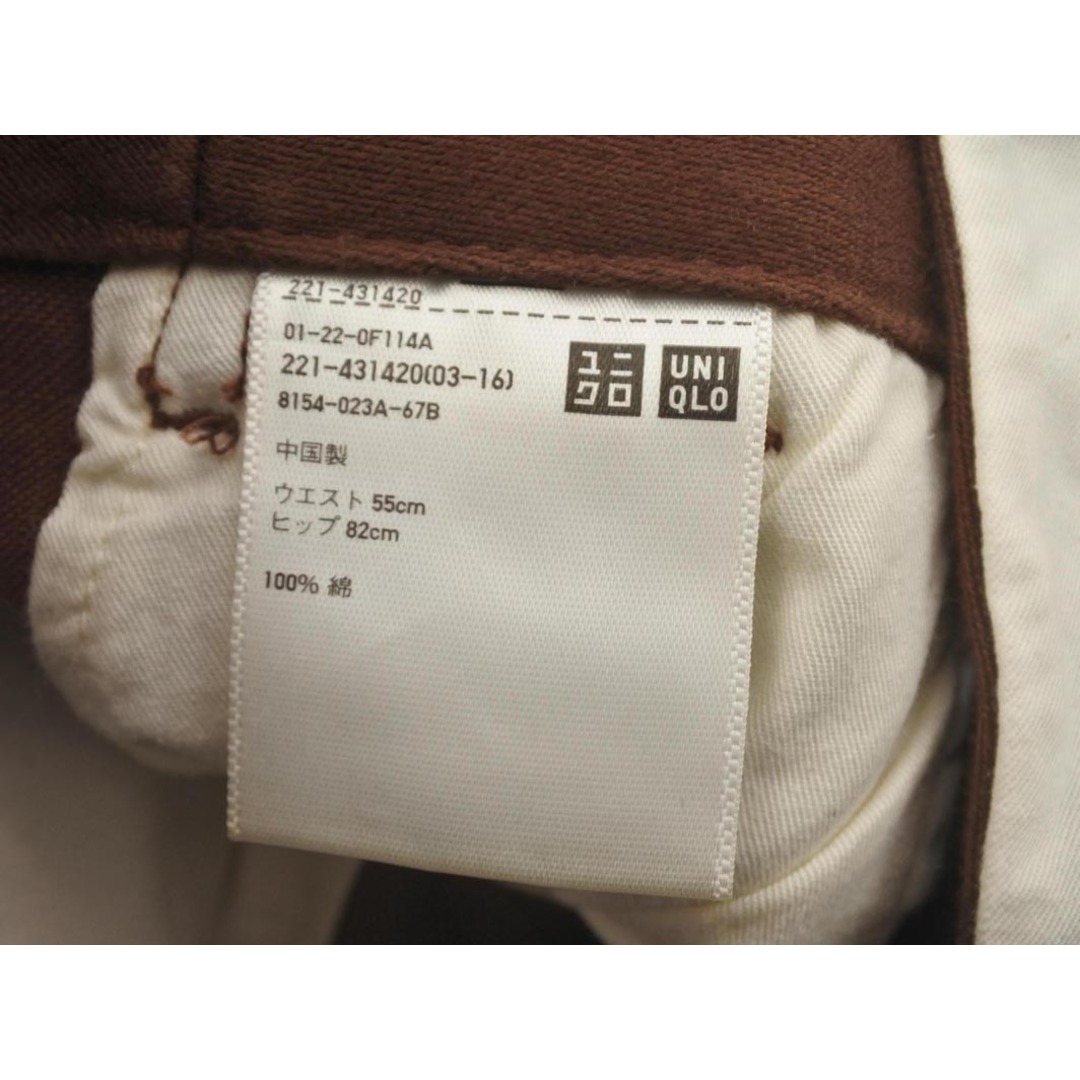 221-431420
01-22-0F114A
221-431420(03-16)
8154-023A-67B
ユニ
クロ
UNI
QLO
中国製
ウエスト 55cm
ヒップ 82cm
100% 綿